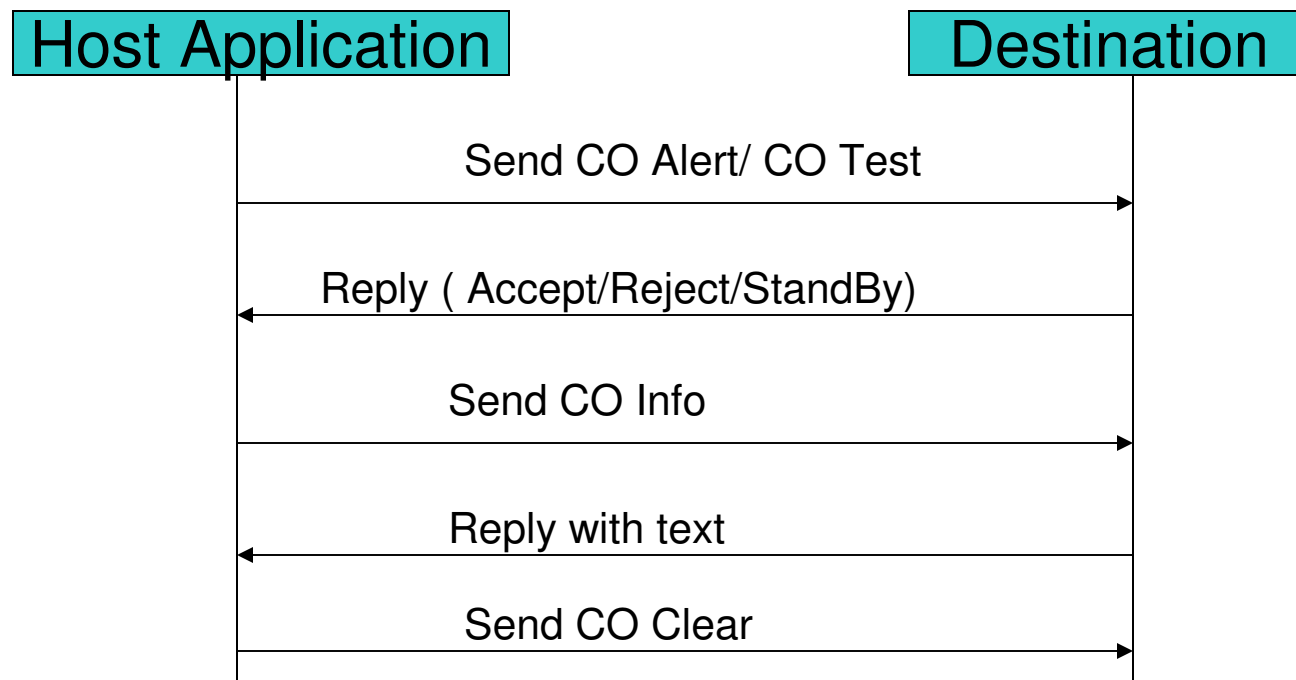 Host Application
Destination
Send CO Alert/ CO Test
Reply ( Accept/Reject/StandBy)
Send CO Info
Reply with text
Send CO Clear